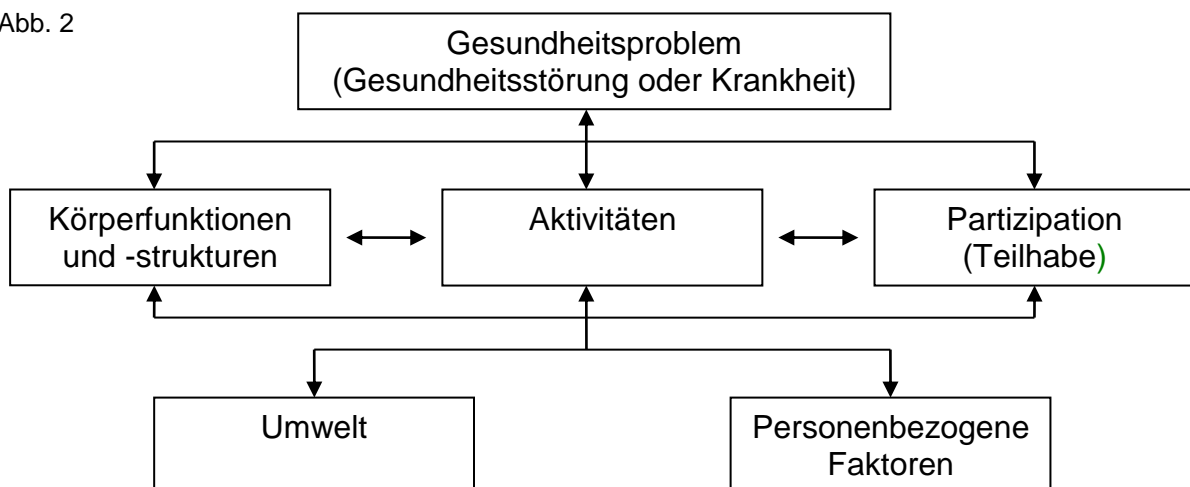 Abb. 2
Gesundheitsproblem
(Gesundheitsstörung oder Krankheit)
Körperfunktionen
und -strukturen
Aktivitäten
Partizipation
(Teilhabe)
Umwelt
Personenbezogene
Faktoren